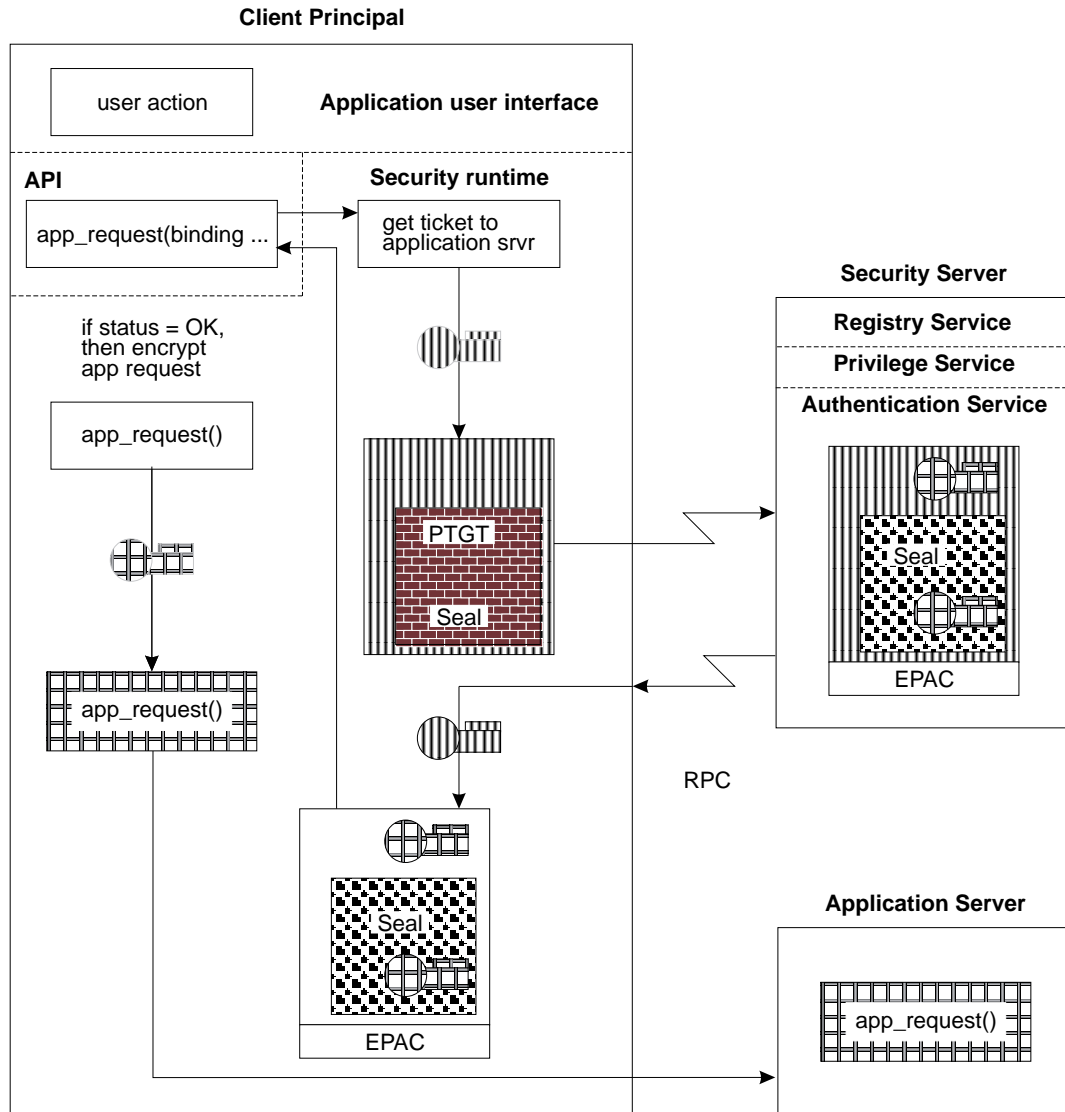 Client Principal
user action
Application user interface
API
Security runtime
app_request(binding ...
get ticket to
application srvr
if status = OK,
then encrypt
app request
app_request()
PTGT
Seal
app_request()
Seal
EPAC
Security Server
Registry Service
Privilege Service
Authentication Service
Seal
EPAC
RPC
Application Server
app_request()